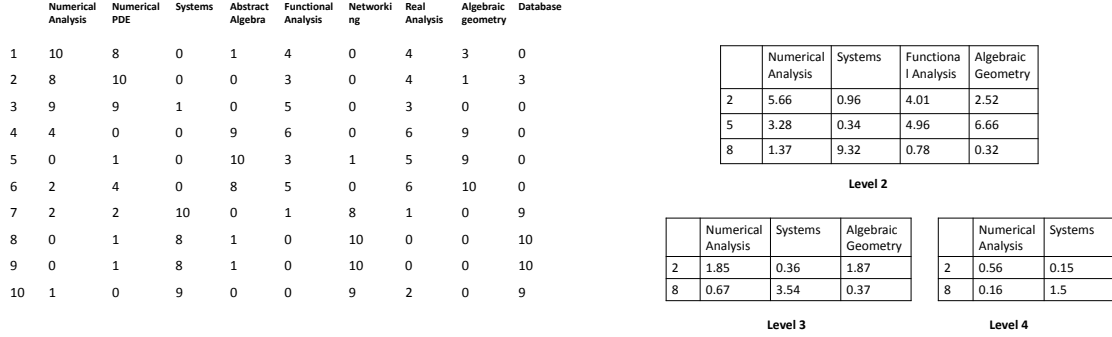 Numerical Numerical Systems Abstract Functional Networki Real Algebraic Database
Analysis PDE Algebra Analysis ng Analysis geometry
1 10 8 0 1 4 0 4 3 0
2 8 10 0 0 3 0 4 1 3
3 9 9 1 0 5 0 3 0 0
4 4 0 0 9 6 0 6 9 0
5 0 1 0 10 3 1 5 9 0
6 2 4 0 8 5 0 6 10 0
7 2 2 10 0 1 8 1 0 9
8 0 1 8 1 0 10 0 0 10
9 0 1 8 1 0 10 0 0 10
10 1 0 9 0 0 9 2 0 9
Numerical Systems Functiona Algebraic
Analysis l Analysis Geometry
2 5.66 0.96 4.01 2.52
5 3.28 0.34 4.96 6.66
8 1.37 9.32 0.78 0.32
Level 2
Numerical Systems Algebraic
Analysis Geometry
2 1.85 0.36 1.87
8 0.67 3.54 0.37
Level 3
Numerical Systems
Analysis
2 0.56 0.15
8 0.16 1.5
Level 4